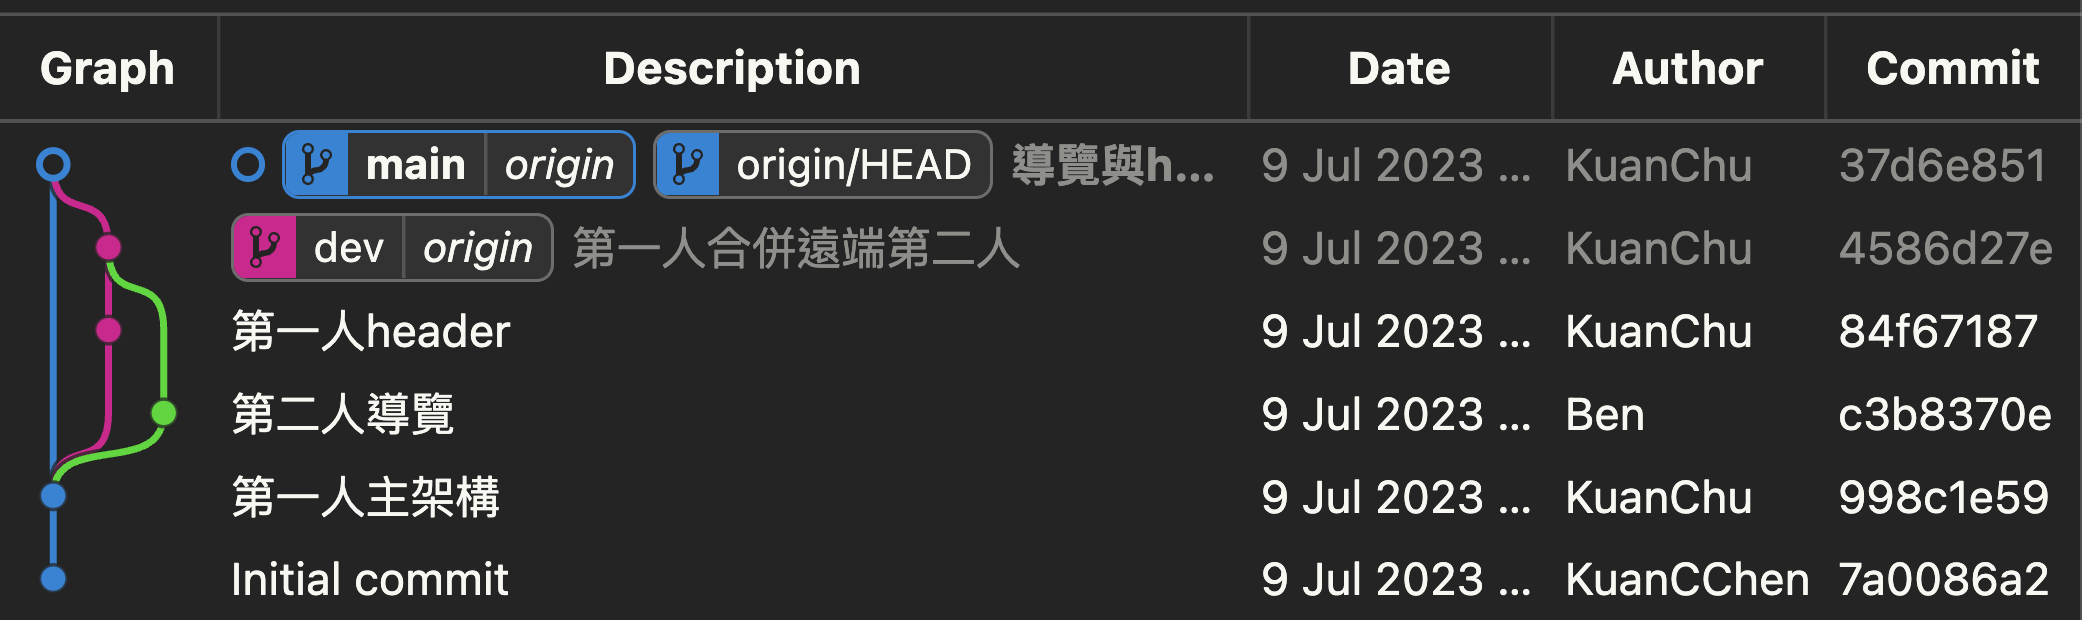 Graph Description Date Author Commit
main origin origin/HEAD 導覽與h... 9 Jul 2023 ... KuanChu 37d6e851
dev origin 第一人合併遠端第二人 9 Jul 2023 ... KuanChu 4586d27e
第一人header 9 Jul 2023 ... KuanChu 84f67187
第二人導覽 9 Jul 2023 ... Ben c3b8370e
第一人主架構 9 Jul 2023 ... KuanChu 998c1e59
Initial commit 9 Jul 2023 ... KuanCChen 7a0086a2